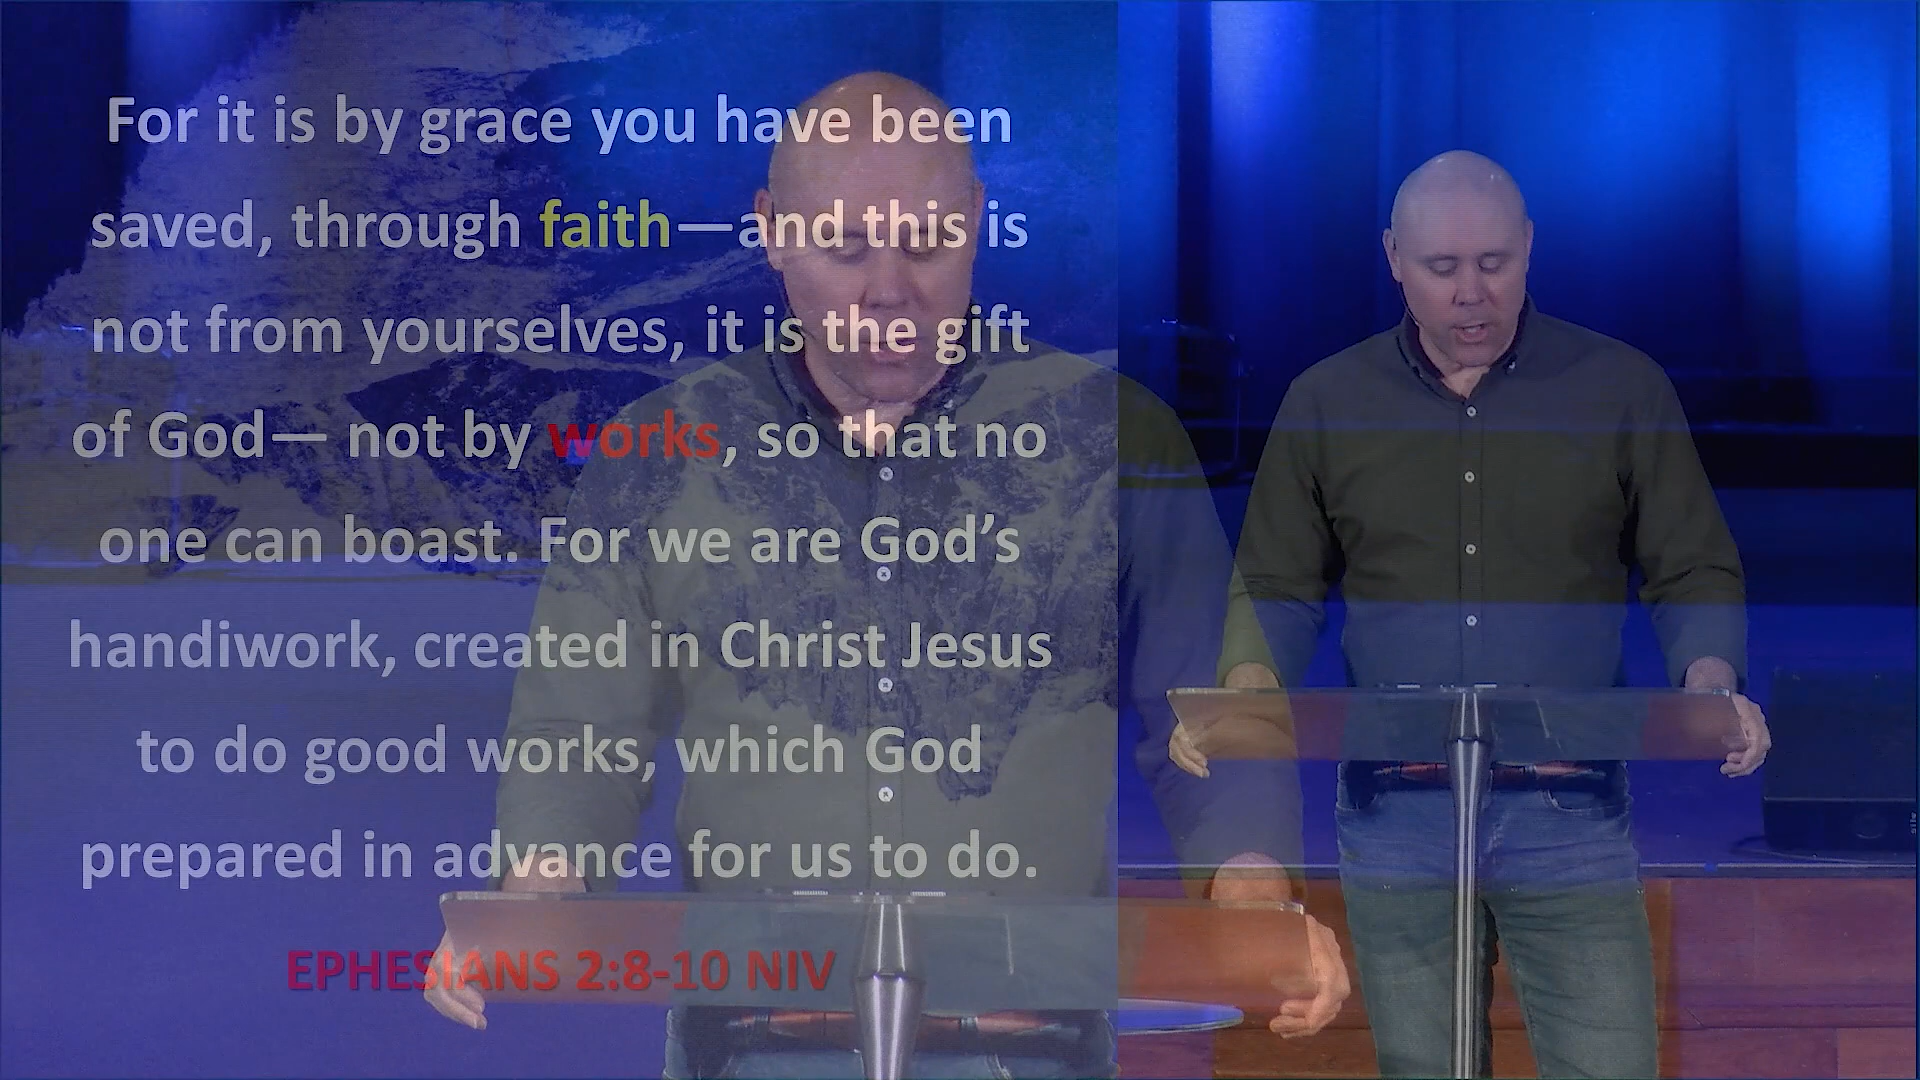 For it is by grace you have been
saved, through faith—and this is
not from yourselves, it is the gift
of God— not by works, so that no
one can boast. For we are God’s
handiwork, created in Christ Jesus
to do good works, which God
prepared in advance for us to do.
EPHESIANS 2:8-10 NIV